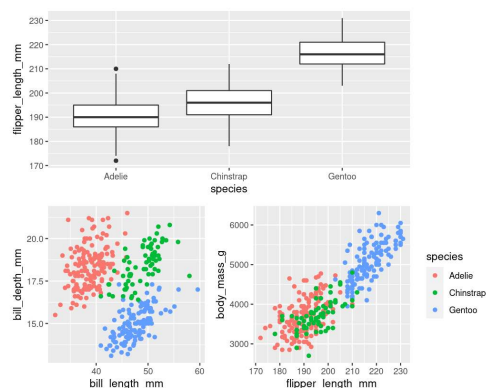 flipper_length_mm
230
220
210
200
190
180
170
Adelie
Chinstrap
Gentoo
species
bill_depth_mm
20.0
17.5
15.0
40
50
60
bill_length_mm
body_mass_g
6000
5000
4000
3000
170
180
190
200
210
220
230
flipper_length_mm
species
Adelie
Chinstrap
Gentoo